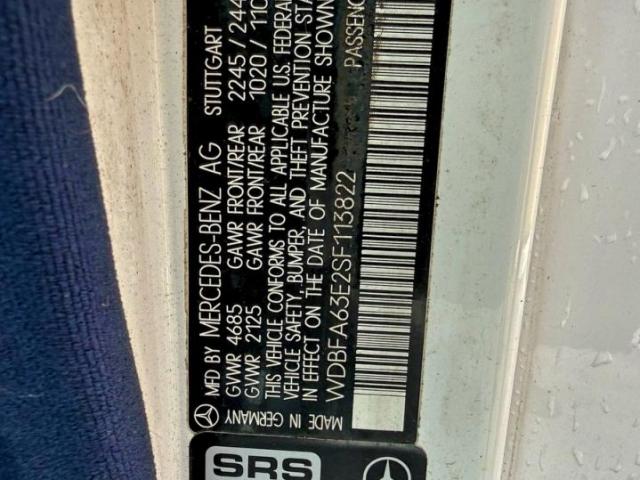 MFD BY MERCEDES-BENZ AG STUTTGART
GVWR 4685 GAWR FRONT/REAR 2245 / 244
GVWR 2125 GAWR FRONT/REAR 1020 / 110
THIS VEHICLE CONFORMS TO ALL APPLICABLE U.S. FEDERAL
VEHICLE SAFETY, BUMPER, AND THEFT PREVENTION STA
IN EFFECT ON THE DATE OF MANUFACTURE SHOWN
WDBFA63E2SF113822 PASSENG
MADE IN GERMANY
SRS